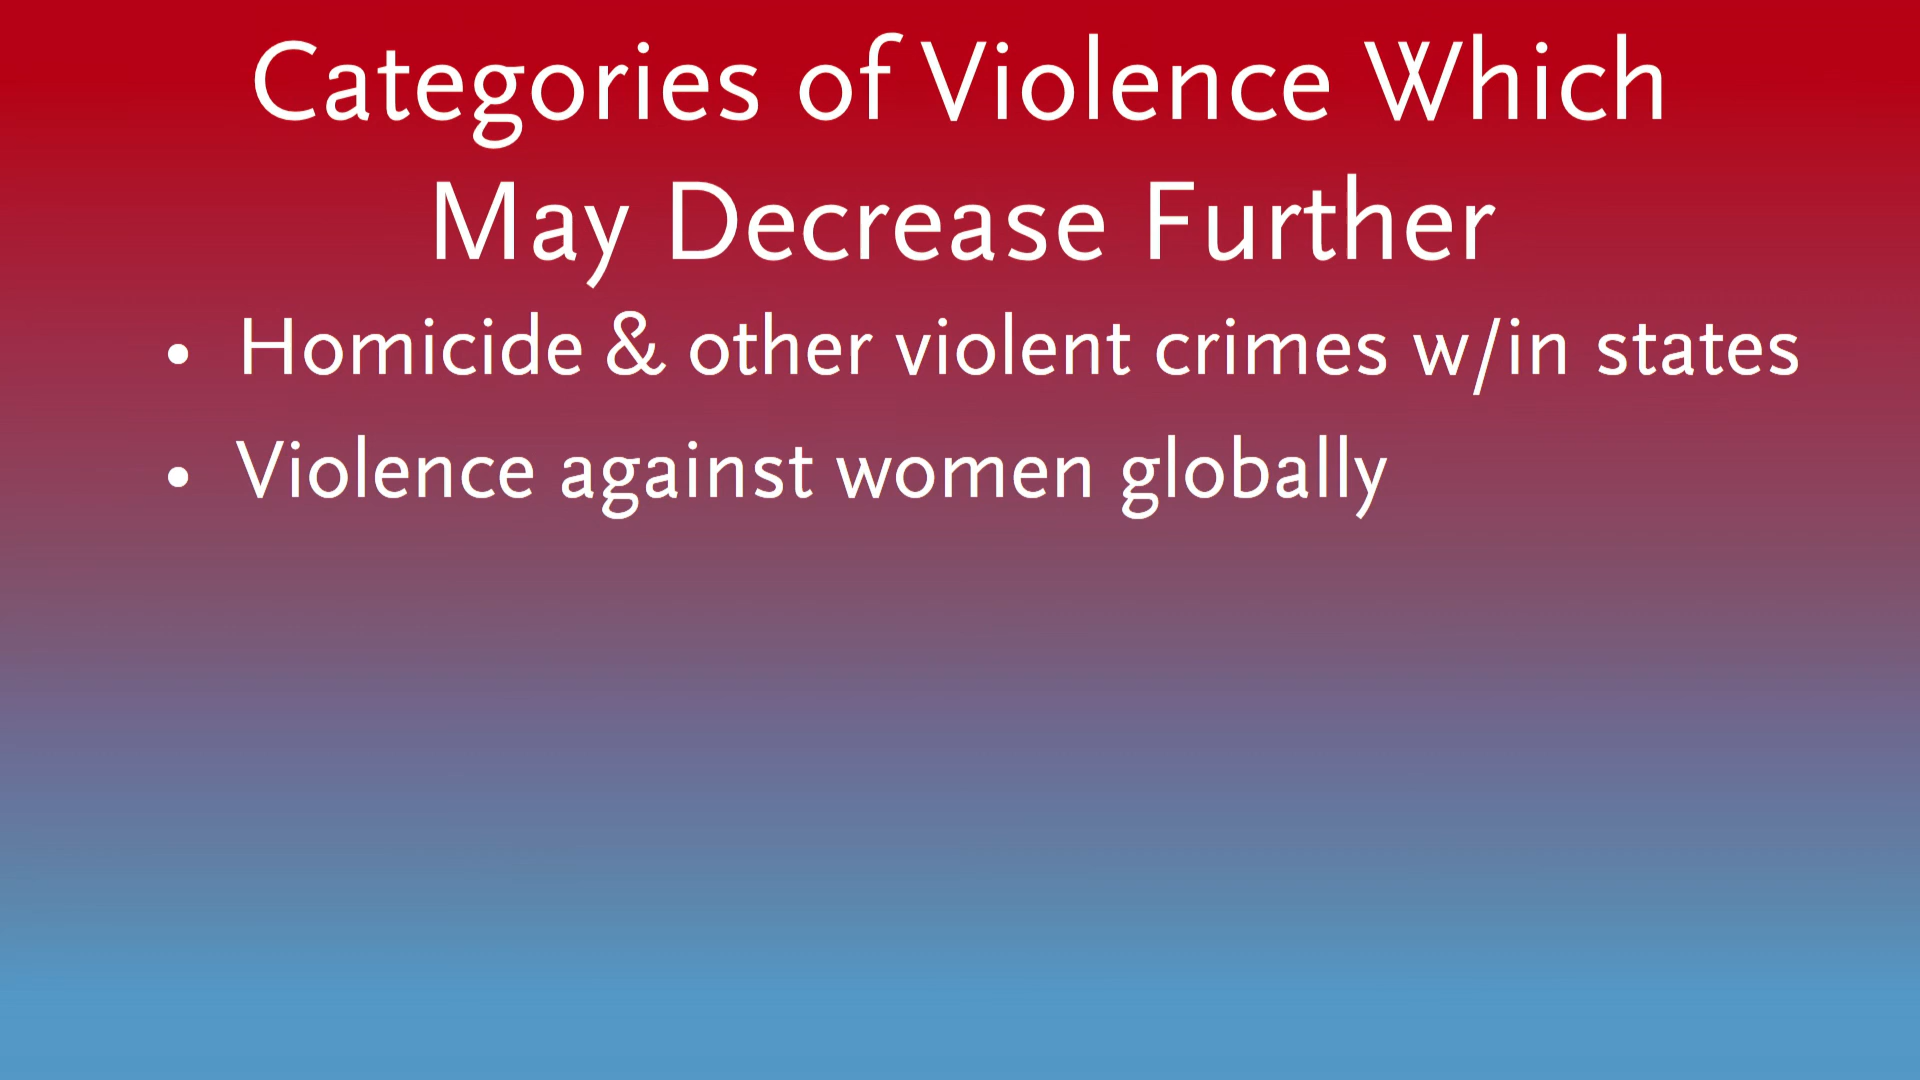 Categories of Violence Which
May Decrease Further
• Homicide & other violent crimes w/in states
• Violence against women globally